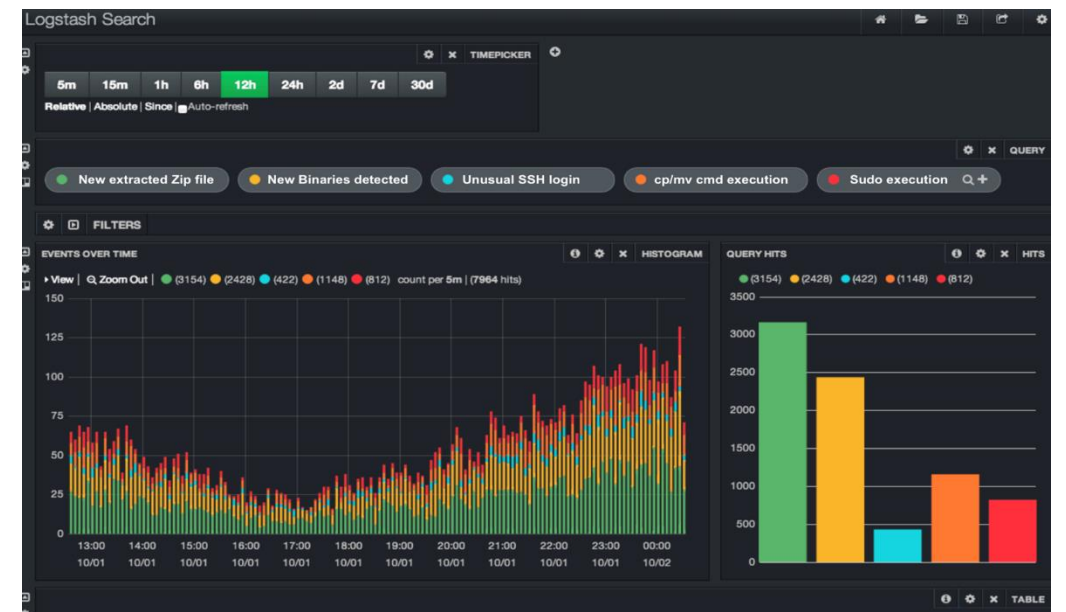 Logstash Search
TIMEPICKER
5m 15m 1h 6h 12h 24h 2d 7d 30d
Relative | Absolute | Since | Auto-refresh
QUERY
New extracted Zip file New Binaries detected Unusual SSH login cp/mv cmd execution Sudo execution
FILTERS
EVENTS OVER TIME HISTOGRAM
View | Zoom Out | (3154) (2428) (422) (1148) (812) count per 5m | (7964 hits)
150
125
100
75
50
25
0
13:00 14:00 15:00 16:00 17:00 18:00 19:00 20:00 21:00 22:00 23:00 00:00
10/01 10/01 10/01 10/01 10/01 10/01 10/01 10/01 10/01 10/01 10/01 10/02
QUERY HITS HITS
(3154) (2428) (422) (1148) (812)
3500
3000
2500
2000
1500
1000
500
0
TABLE